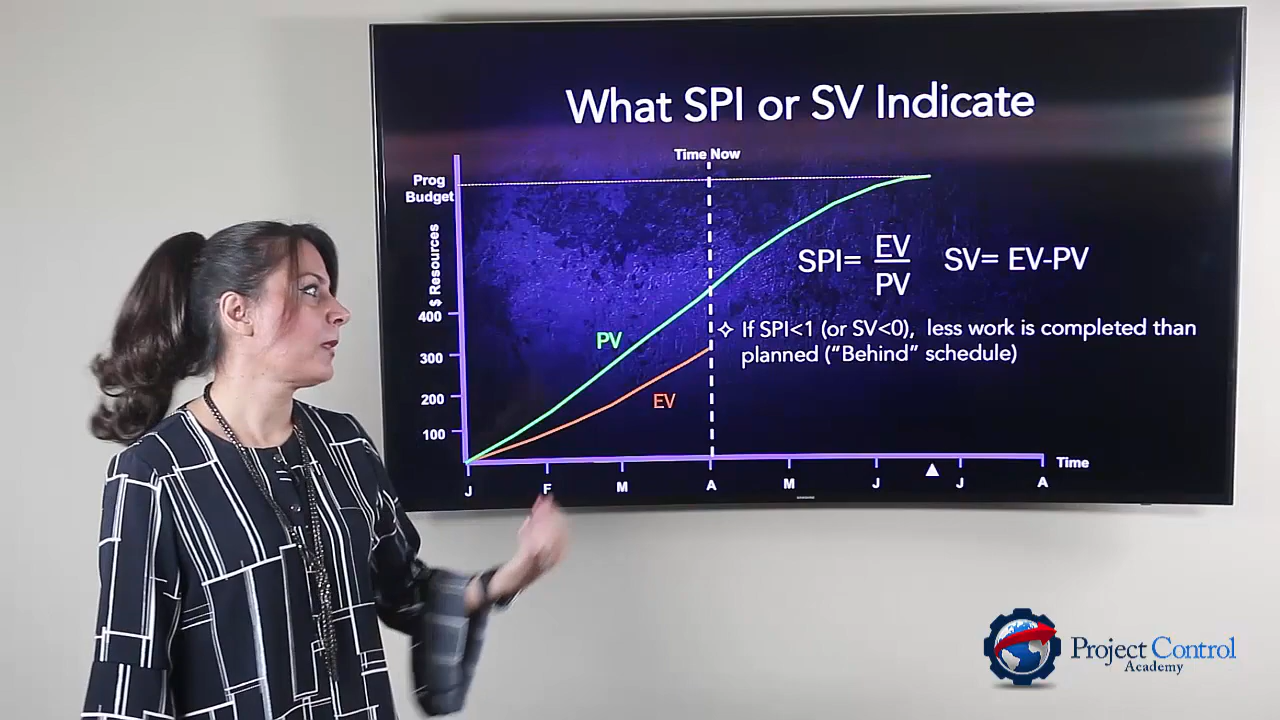 What SPI or SV Indicate
Time Now
Prog
Budget
$ Resources
400
300
200
100
PV
EV
SPI= EV
PV
SV= EV-PV
✧ If SPI<1 (or SV<0), less work is completed than
planned (“Behind” schedule)
J F M A M J J A
Time
SAMSUNG
Project Control
Academy